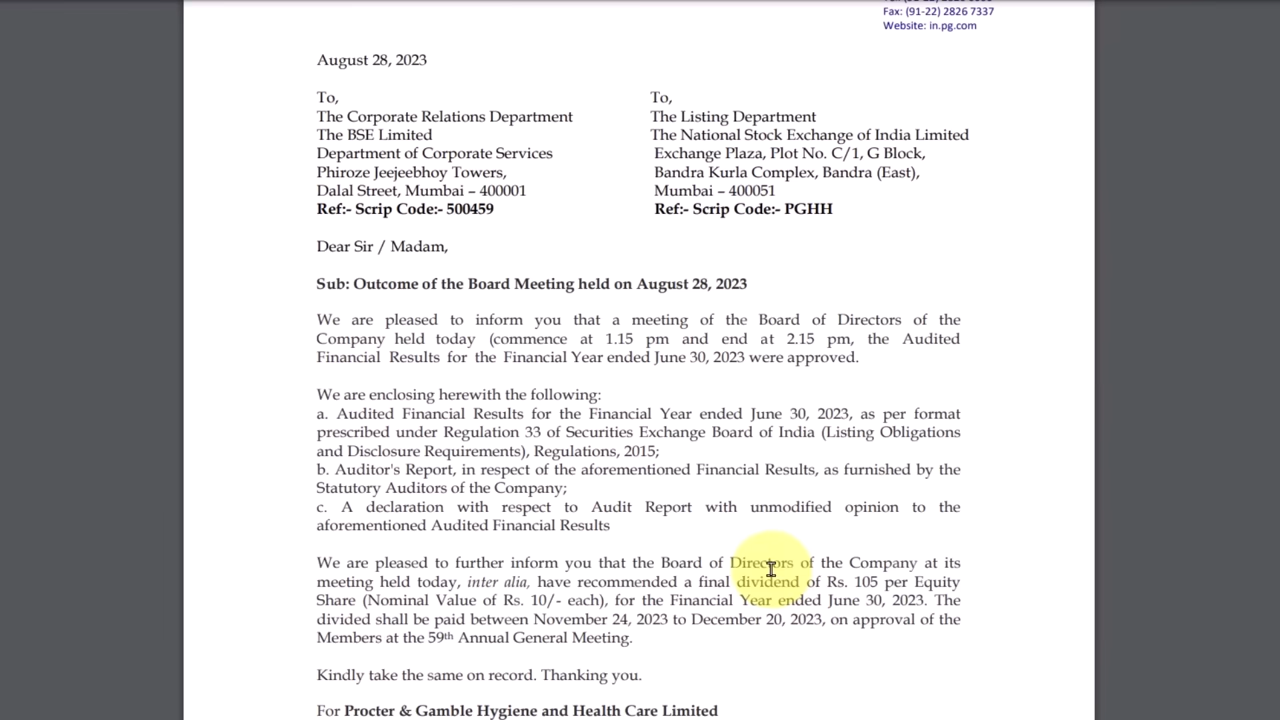 Fax: (91-22) 2826 7337
Website: in.pg.com
August 28, 2023
To,
The Corporate Relations Department
The BSE Limited
Department of Corporate Services
Phiroze Jeejeebhoy Towers,
Dalal Street, Mumbai – 400001
Ref:- Scrip Code:- 500459
To,
The Listing Department
The National Stock Exchange of India Limited
Exchange Plaza, Plot No. C/1, G Block,
Bandra Kurla Complex, Bandra (East),
Mumbai – 400051
Ref:- Scrip Code:- PGHH
Dear Sir / Madam,
Sub: Outcome of the Board Meeting held on August 28, 2023
We are pleased to inform you that a meeting of the Board of Directors of the
Company held today (commence at 1.15 pm and end at 2.15 pm, the Audited
Financial Results for the Financial Year ended June 30, 2023 were approved.
We are enclosing herewith the following:
a. Audited Financial Results for the Financial Year ended June 30, 2023, as per format
prescribed under Regulation 33 of Securities Exchange Board of India (Listing Obligations
and Disclosure Requirements), Regulations, 2015;
b. Auditor's Report, in respect of the aforementioned Financial Results, as furnished by the
Statutory Auditors of the Company;
c. A declaration with respect to Audit Report with unmodified opinion to the
aforementioned Audited Financial Results
We are pleased to further inform you that the Board of Directors of the Company at its
meeting held today, inter alia, have recommended a final dividend of Rs. 105 per Equity
Share (Nominal Value of Rs. 10/- each), for the Financial Year ended June 30, 2023. The
divided shall be paid between November 24, 2023 to December 20, 2023, on approval of the
Members at the 59th Annual General Meeting.
Kindly take the same on record. Thanking you.
For Procter & Gamble Hygiene and Health Care Limited